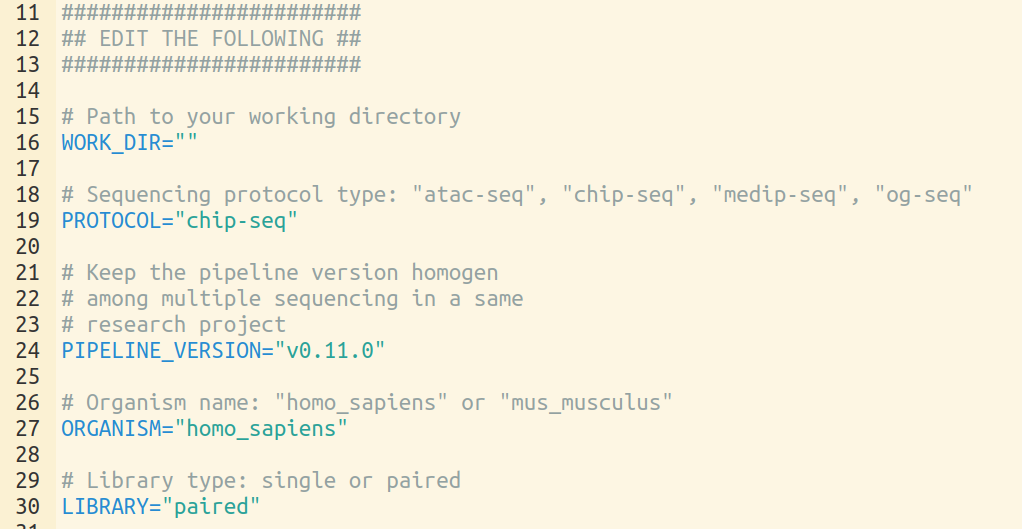 11 ########################
12 ## EDIT THE FOLLOWING ##
13 ########################
14
15 # Path to your working directory
16 WORK_DIR=""
17
18 # Sequencing protocol type: "atac-seq", "chip-seq", "medip-seq", "og-seq"
19 PROTOCOL="chip-seq"
20
21 # Keep the pipeline version homogen
22 # among multiple sequencing in a same
23 # research project
24 PIPELINE_VERSION="v0.11.0"
25
26 # Organism name: "homo_sapiens" or "mus_musculus"
27 ORGANISM="homo_sapiens"
28
29 # Library type: single or paired
30 LIBRARY="paired"